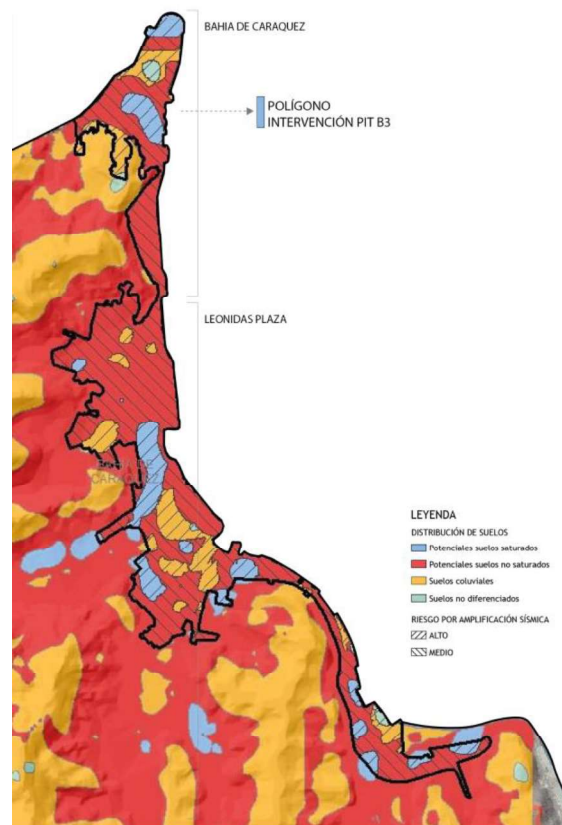 BAHIA DE CARAQUEZ
POLÍGONO
INTERVENCIÓN PIT B3
LEONIDAS PLAZA
CARAQUEZ
LEYENDA
DISTRIBUCIÓN DE SUELOS
Potenciales suelos saturados
Potenciales suelos no saturados
Suelos coluviales
Suelos no diferenciados
RIESGO POR AMPLIFICACIÓN SÍSMICA
ALTO
MEDIO